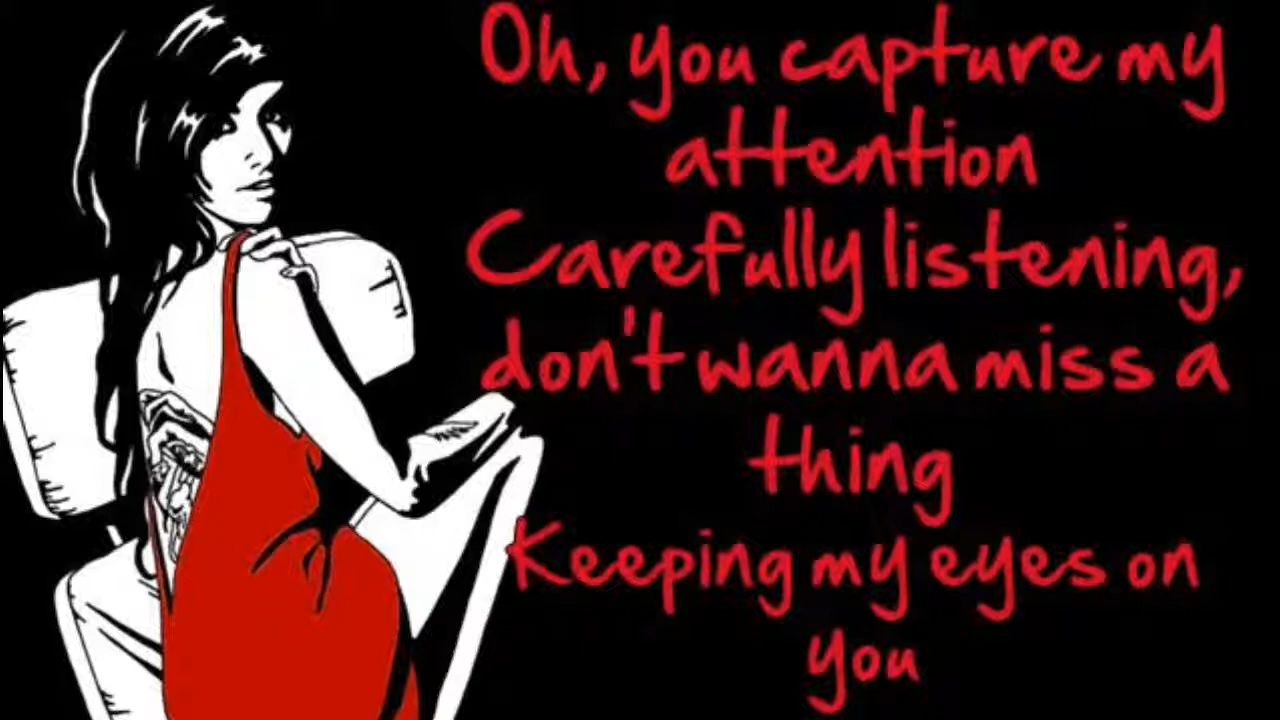 Oh, you capture my
attention
Carefully listening,
don't wanna miss a
thing
Keeping my eyes on
you